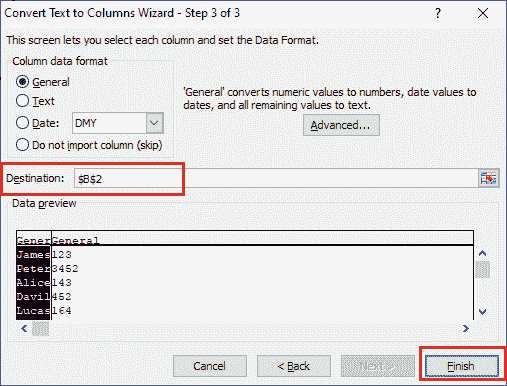 Convert Text to Columns Wizard - Step 3 of 3
This screen lets you select each column and set the Data Format.
Column data format
General
Text
Date: DMY
Do not import column (skip)
'General' converts numeric values to numbers, date values to
dates, and all remaining values to text.
Advanced...
Destination: $B$2
Data preview
GenerGeneral
James123
Peter3452
Alice143
Davil452
Lucas164
Cancel < Back Next > Finish